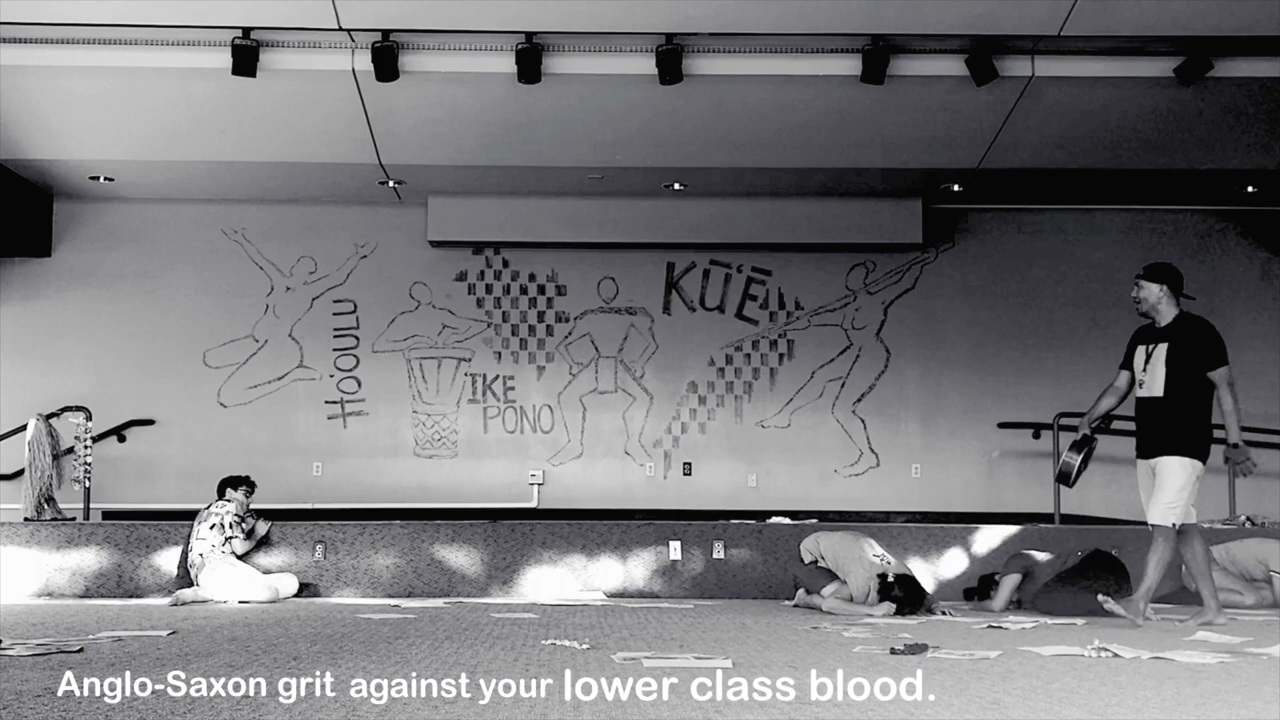 HO'OULU
'IKE
PONO
KŪ'Ē
Anglo-Saxon grit against your lower class blood.